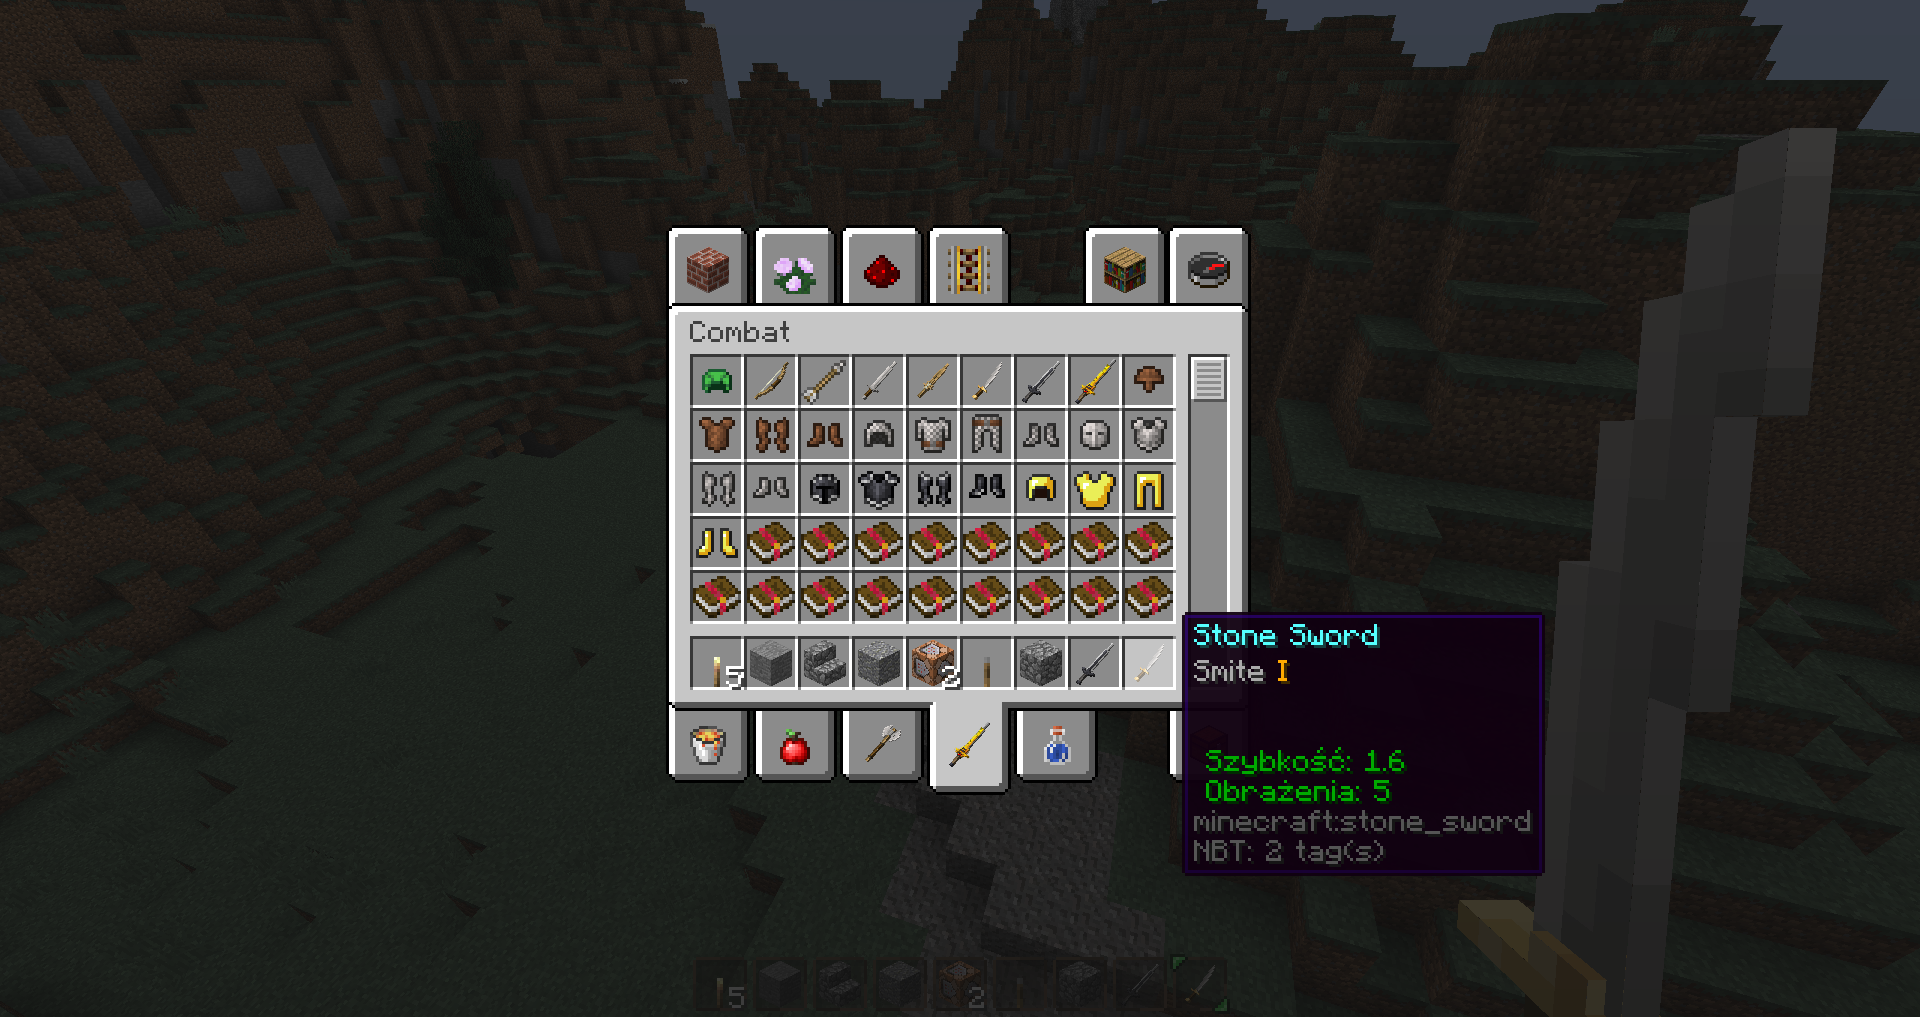 Combat
5
2
Stone Sword
Smite I
Szybkość: 1.6
Obrażenia: 5
minecraft:stone_sword
NBT: 2 tag(s)
5
2